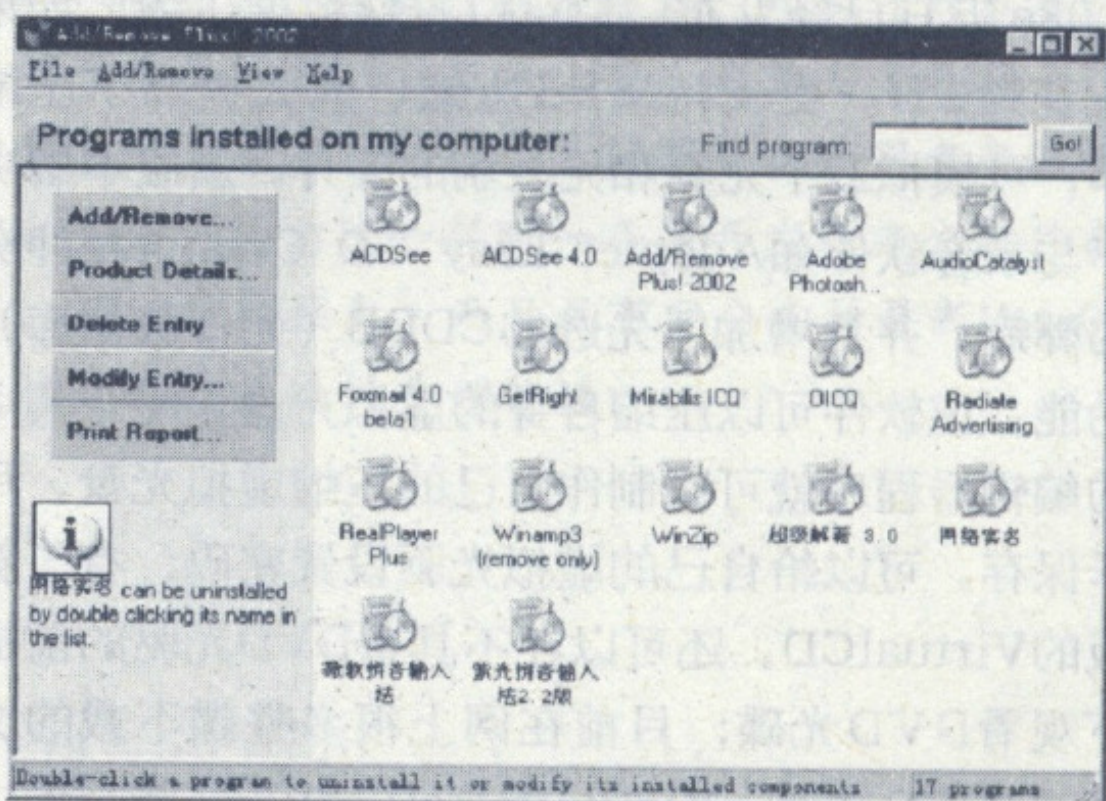 Add/Remove Plus! 2002
File Add/Remove View Help
Programs installed on my computer:
Find program:
Go!
Add/Remove...
Product Details...
Delete Entry
Modify Entry...
Print Report...
网络实名 can be uninstalled
by double clicking its name in
the list.
ACDSee
ACDSee 4.0
Add/Remove
Plus! 2002
Adobe
Photosh...
AudioCatalyst
Foxmail 4.0
beta1
GetRight
Mirabilis ICQ
OICQ
Radiate
Advertising
RealPlayer
Plus
Winamp3
(remove only)
WinZip
超级解霸 3.0
网络实名
微软拼音输入
法
紫光拼音输入
法2.2版
Double-click a program to uninstall it or modify its installed components
17 programs